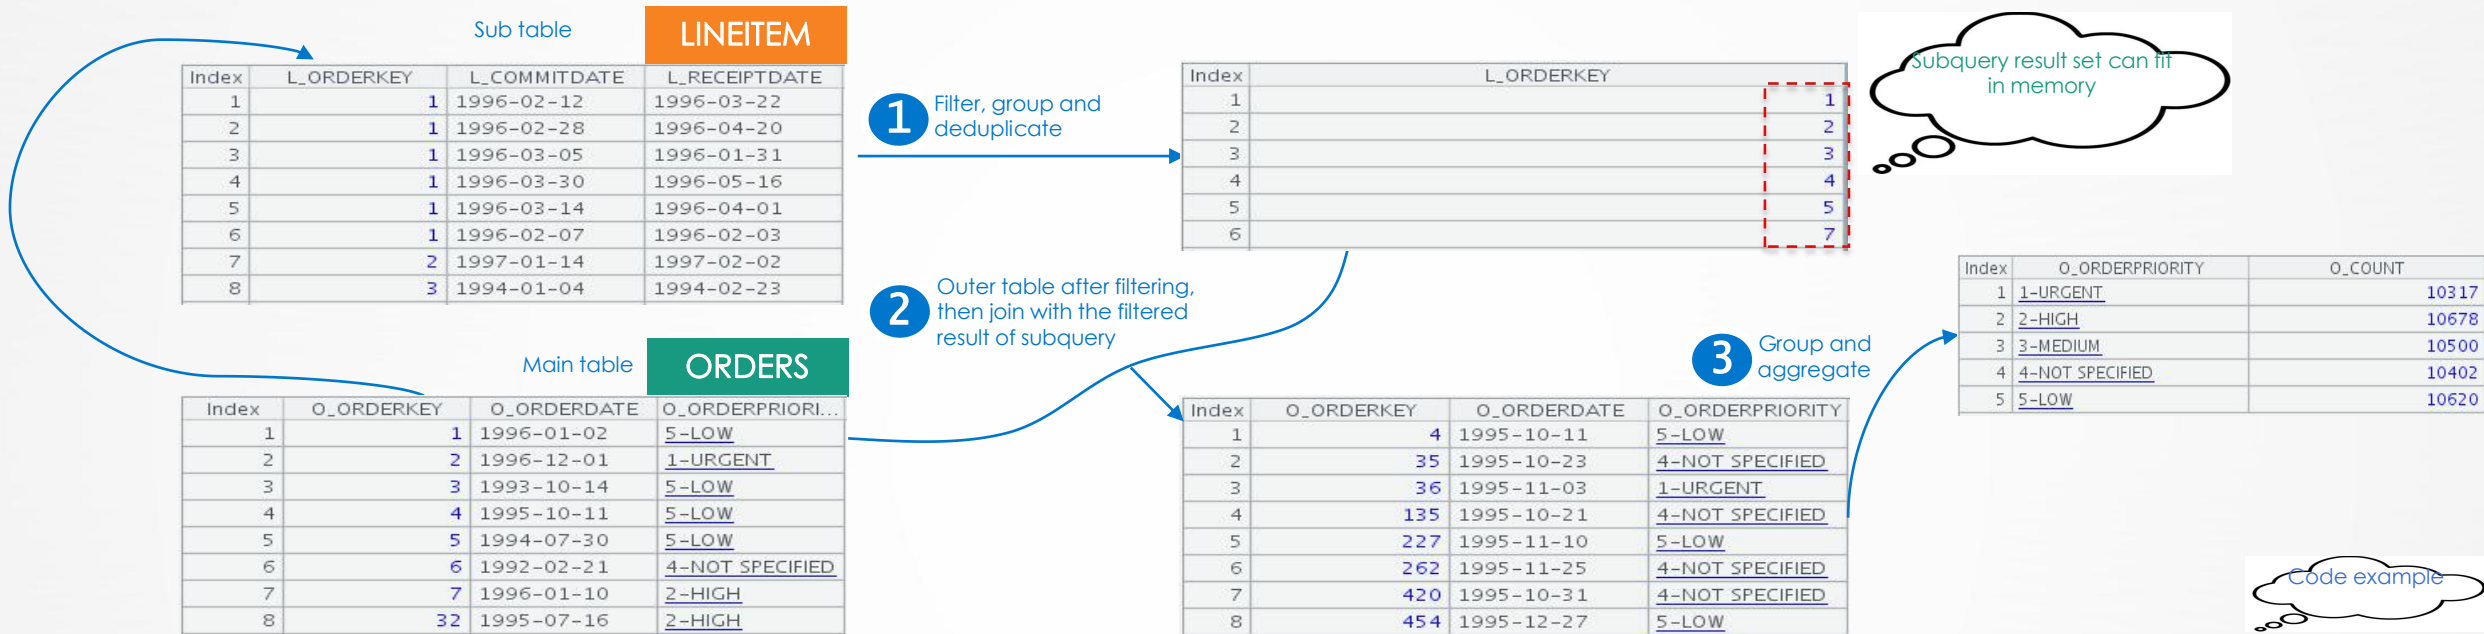 Sub table
LINEITEM
Index L_ORDERKEY L_COMMITDATE L_RECEIPTDATE
1 1 1996-02-12 1996-03-22
2 1 1996-02-28 1996-04-20
3 1 1996-03-05 1996-01-31
4 1 1996-03-30 1996-05-16
5 1 1996-03-14 1996-04-01
6 1 1996-02-07 1996-02-03
7 2 1997-01-14 1997-02-02
8 3 1994-01-04 1994-02-23
1 Filter, group and
deduplicate
Index L_ORDERKEY
1 1
2 2
3 3
4 4
5 5
6 7
Subquery result set can fit
in memory
2 Outer table after filtering,
then join with the filtered
result of subquery
Main table
ORDERS
Index O_ORDERKEY O_ORDERDATE O_ORDERPRIORI...
1 1 1996-01-02 5-LOW
2 2 1996-12-01 1-URGENT
3 3 1993-10-14 5-LOW
4 4 1995-10-11 5-LOW
5 5 1994-07-30 5-LOW
6 6 1992-02-21 4-NOT SPECIFIED
7 7 1996-01-10 2-HIGH
8 32 1995-07-16 2-HIGH
Index O_ORDERKEY O_ORDERDATE O_ORDERPRIORITY
1 4 1995-10-11 5-LOW
2 35 1995-10-23 4-NOT SPECIFIED
3 36 1995-11-03 1-URGENT
4 135 1995-10-21 4-NOT SPECIFIED
5 227 1995-11-10 5-LOW
6 262 1995-11-25 4-NOT SPECIFIED
7 420 1995-10-31 4-NOT SPECIFIED
8 454 1995-12-27 5-LOW
3 Group and
aggregate
Index O_ORDERPRIORITY O_COUNT
1 1-URGENT 10317
2 2-HIGH 10678
3 3-MEDIUM 10500
4 4-NOT SPECIFIED 10402
5 5-LOW 10620
Code example